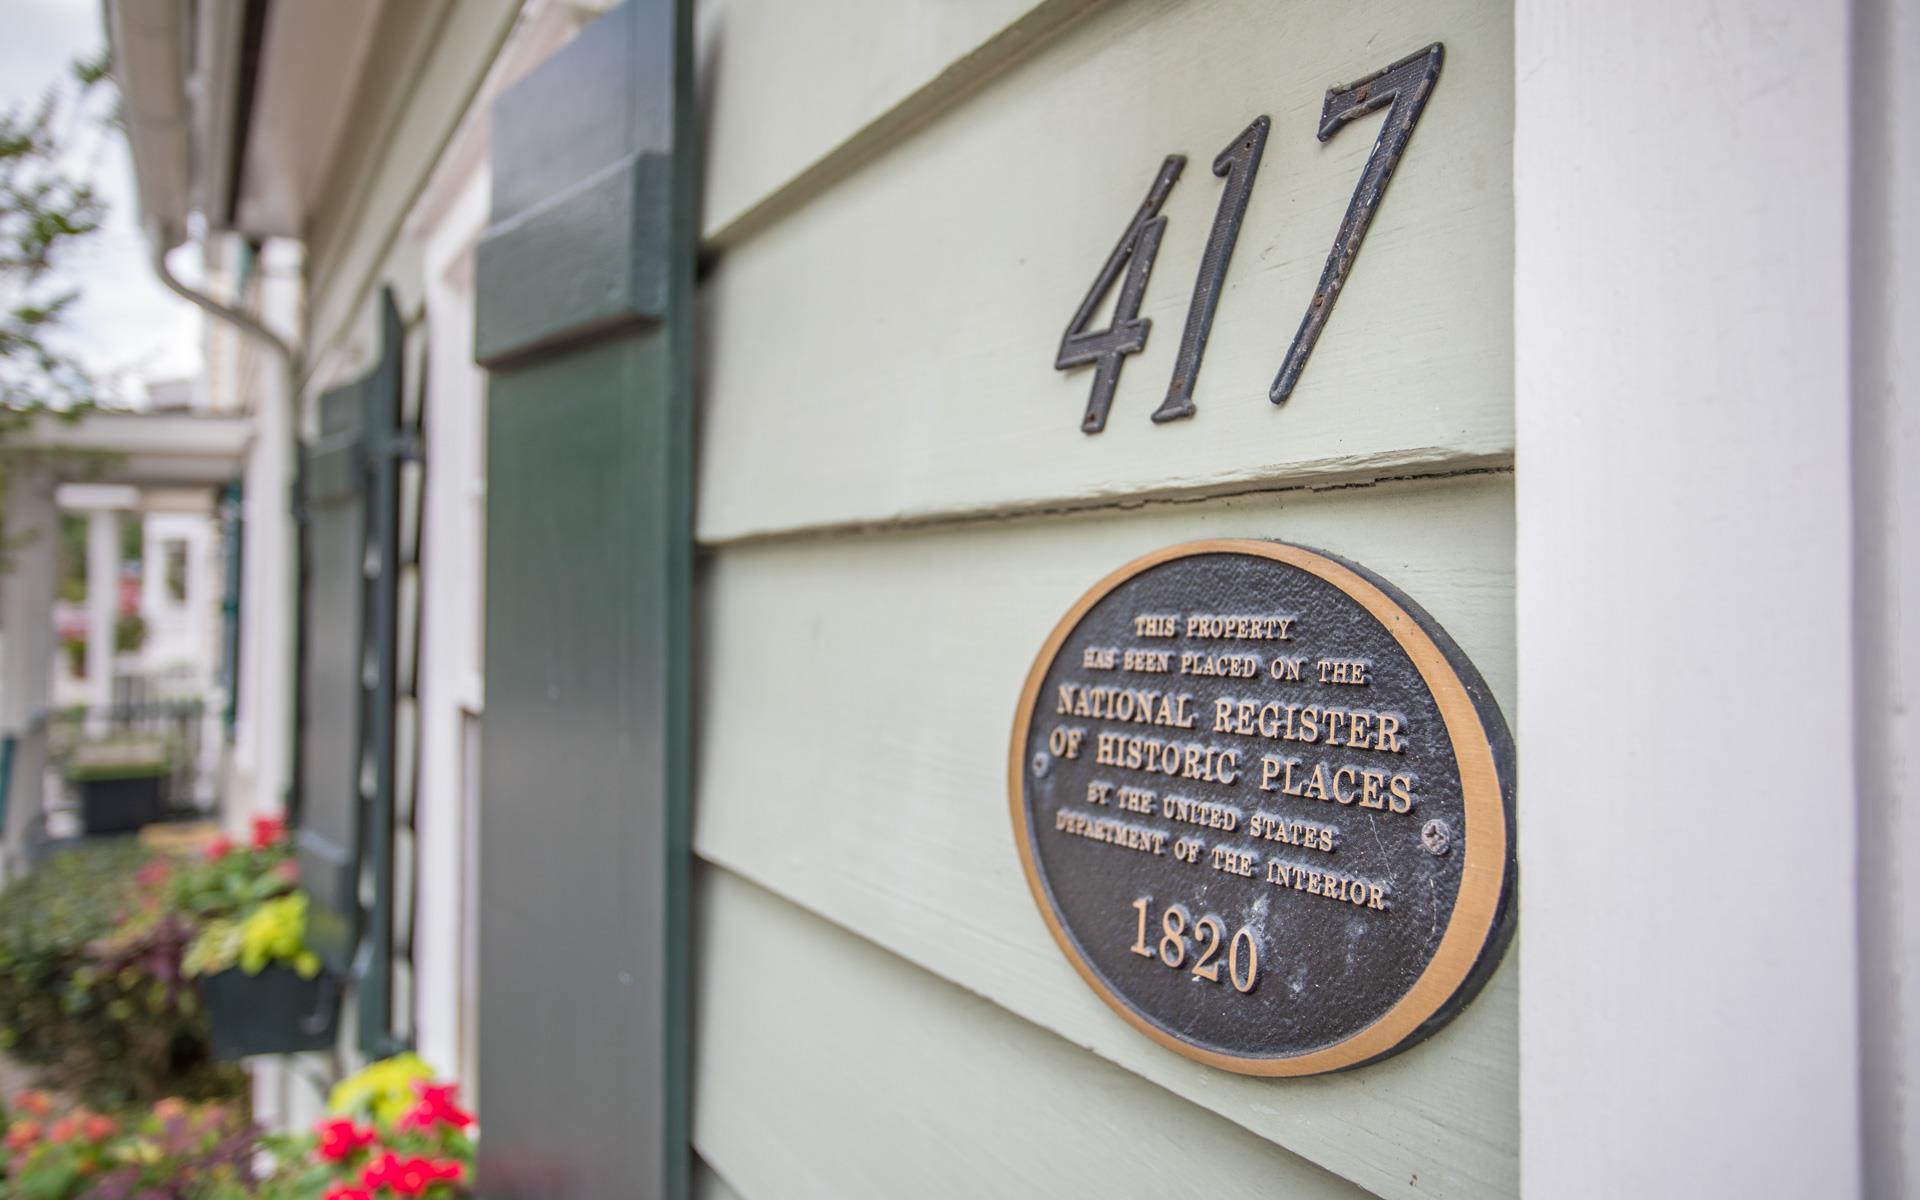 417
THIS PROPERTY
HAS BEEN PLACED ON THE
NATIONAL REGISTER
OF HISTORIC PLACES
BY THE UNITED STATES
DEPARTMENT OF THE INTERIOR
1820